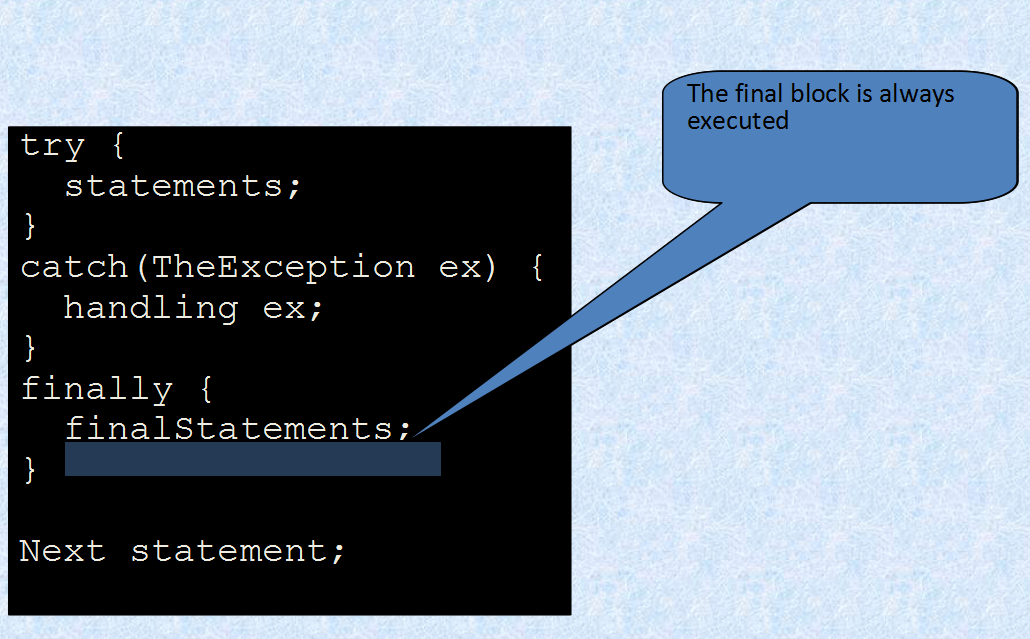 try {
statements;
}
catch(TheException ex) {
handling ex;
}
finally {
finalStatements;
}
Next statement;
The final block is always
executed